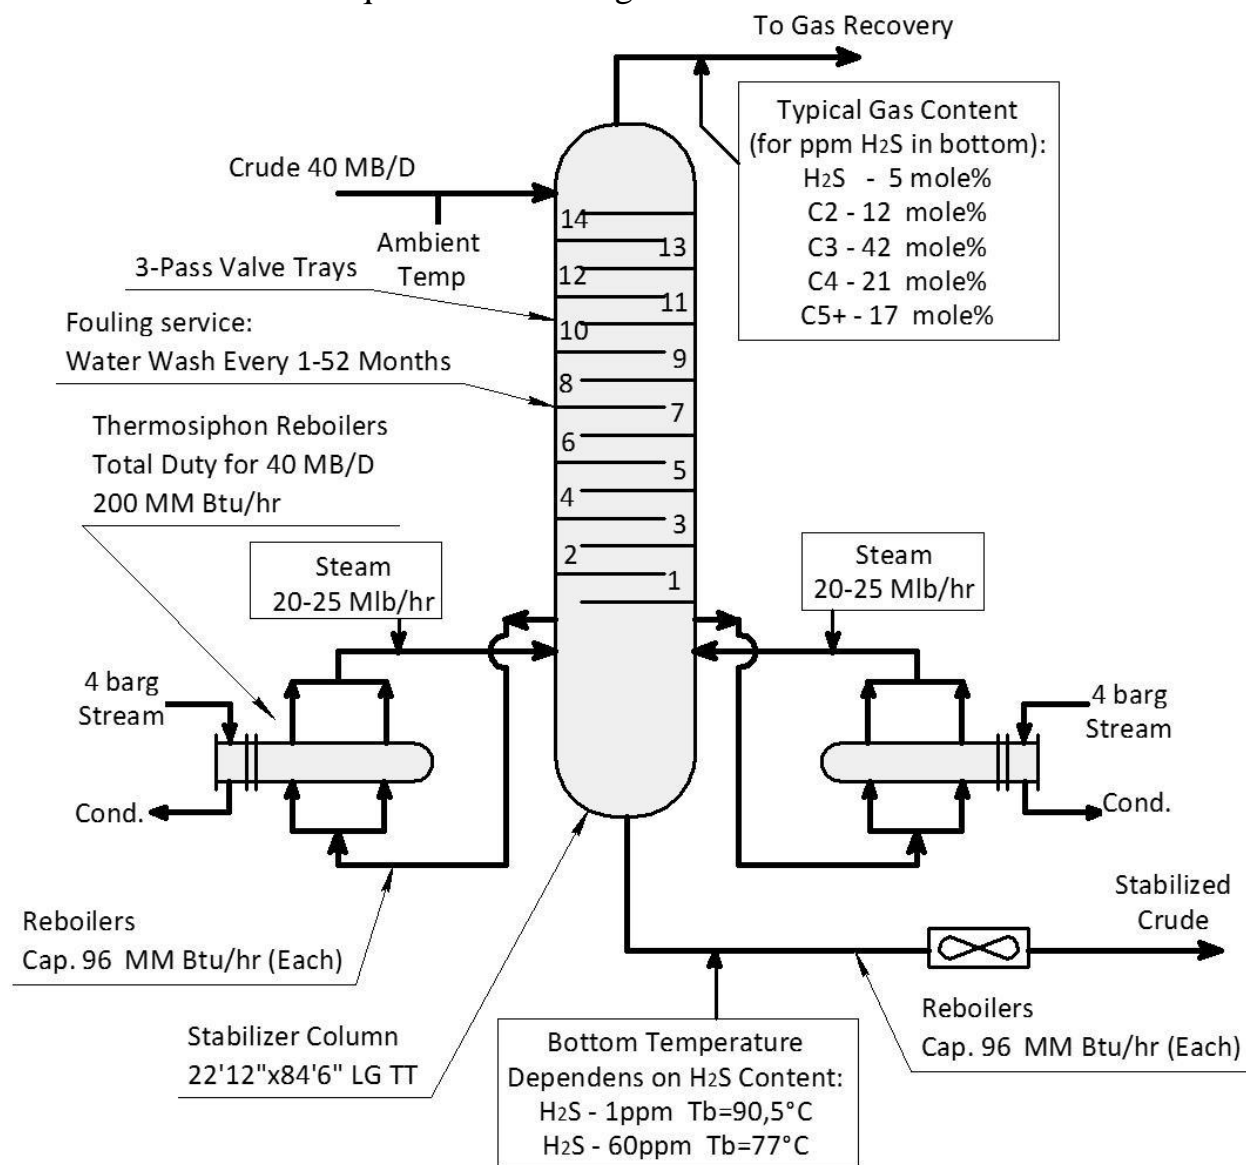 To Gas Recovery
Typical Gas Content
(for ppm H2S in bottom):
H2S - 5 mole%
C2 - 12 mole%
C3 - 42 mole%
C4 - 21 mole%
C5+ - 17 mole%
Crude 40 MB/D
Ambient
Temp
3-Pass Valve Trays
Fouling service:
Water Wash Every 1-52 Months
14
13
12
11
10
9
8
7
6
5
4
3
2
1
Thermosiphon Reboilers
Total Duty for 40 MB/D
200 MM Btu/hr
Steam
20-25 Mlb/hr
Steam
20-25 Mlb/hr
4 barg
Stream
4 barg
Stream
Cond.
Cond.
Reboilers
Cap. 96 MM Btu/hr (Each)
Stabilized
Crude
Stabilizer Column
22'12"x84'6" LG TT
Bottom Temperature
Dependens on H2S Content:
H2S - 1ppm Tb=90,5°C
H2S - 60ppm Tb=77°C
Reboilers
Cap. 96 MM Btu/hr (Each)